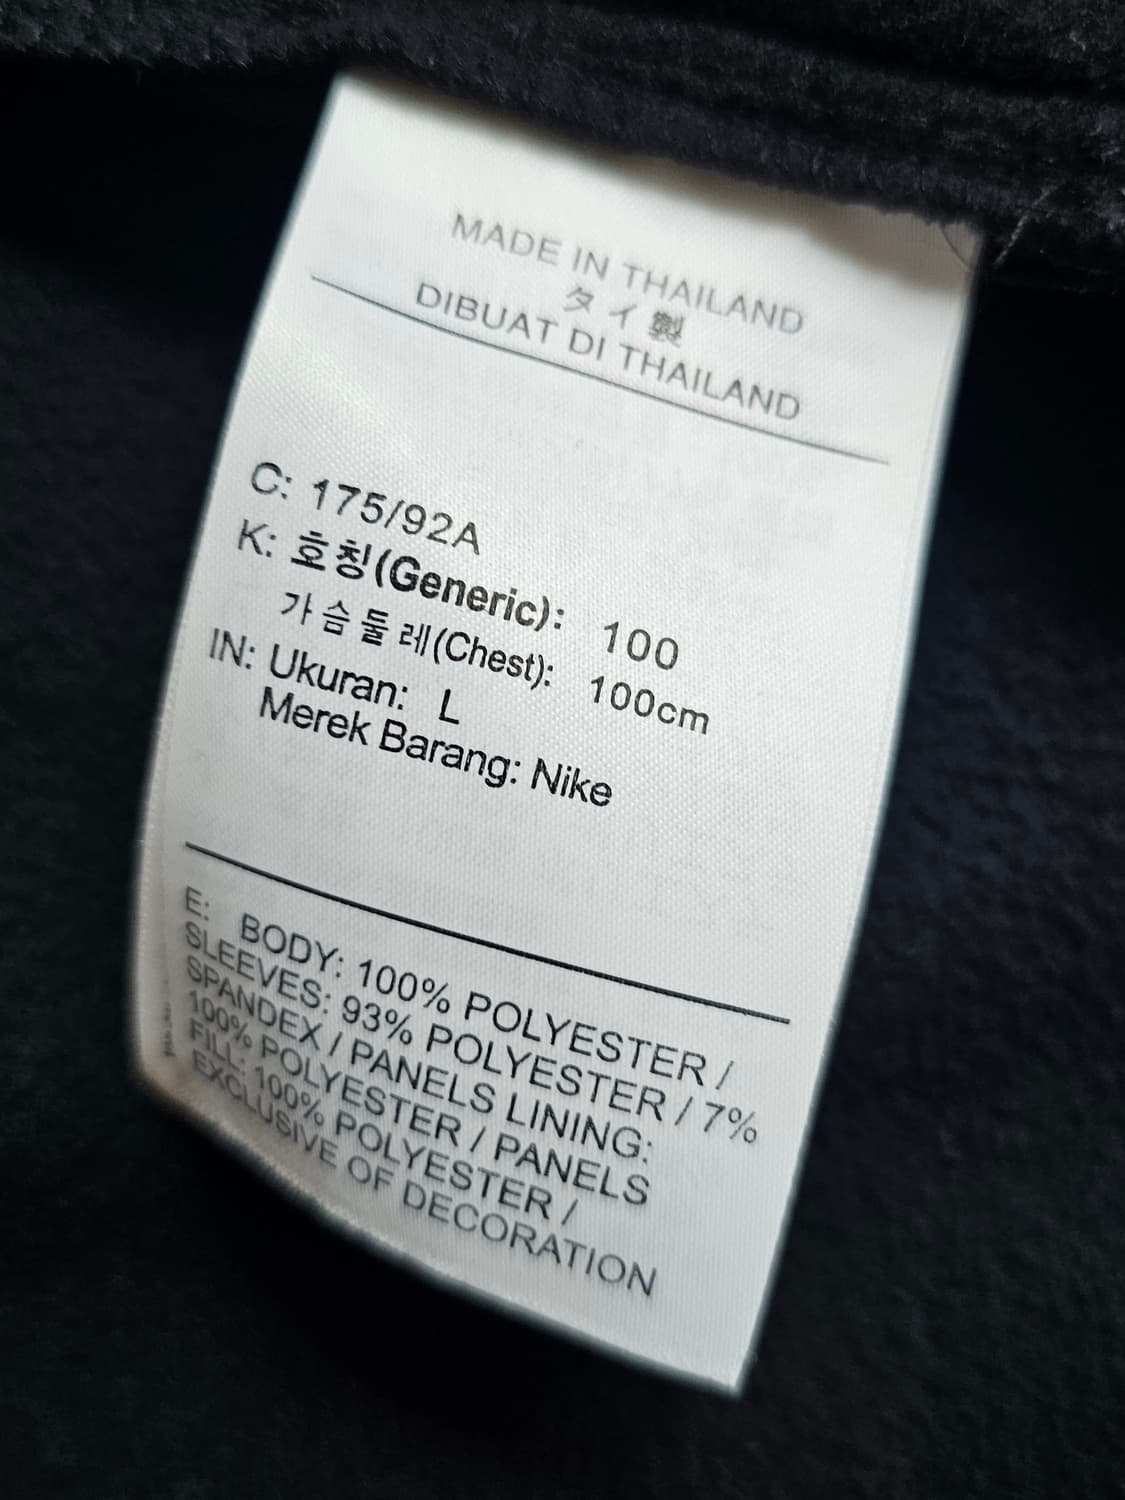 MADE IN THAILAND
タイ製
DIBUAT DI THAILAND
C: 175/92A
K: 호칭(Generic): 100
가슴둘레(Chest): 100cm
IN: Ukuran: L
Merek Barang: Nike
E: BODY: 100% POLYESTER /
SLEEVES: 93% POLYESTER / 7%
SPANDEX / PANELS LINING:
100% POLYESTER / PANELS
FILL: 100% POLYESTER /
EXCLUSIVE OF DECORATION